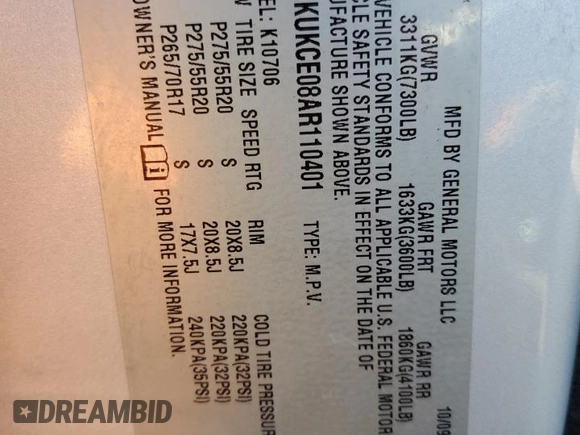 MFD BY GENERAL MOTORS LLC 10/09
GVWR GAWR FRT GAWR RR
3311KG(7300LB) 1633KG(3600LB) 1860KG(4100LB)
VEHICLE CONFORMS TO ALL APPLICABLE U.S. FEDERAL MOTOR
CLE SAFETY STANDARDS IN EFFECT ON THE DATE OF
UFACTURE SHOWN ABOVE.
KUKCE08AR110401 TYPE: M.P.V.
EL: K10706
TIRE SIZE SPEED RTG RIM COLD TIRE PRESSUR
P275/55R20 S 20X8.5J 220KPA(32PSI)
P275/55R20 S 20X8.5J 220KPA(32PSI)
P265/70R17 S 17X7.5J 240KPA(35PSI)
OWNER'S MANUAL FOR MORE INFORMATION.
DREAMBID